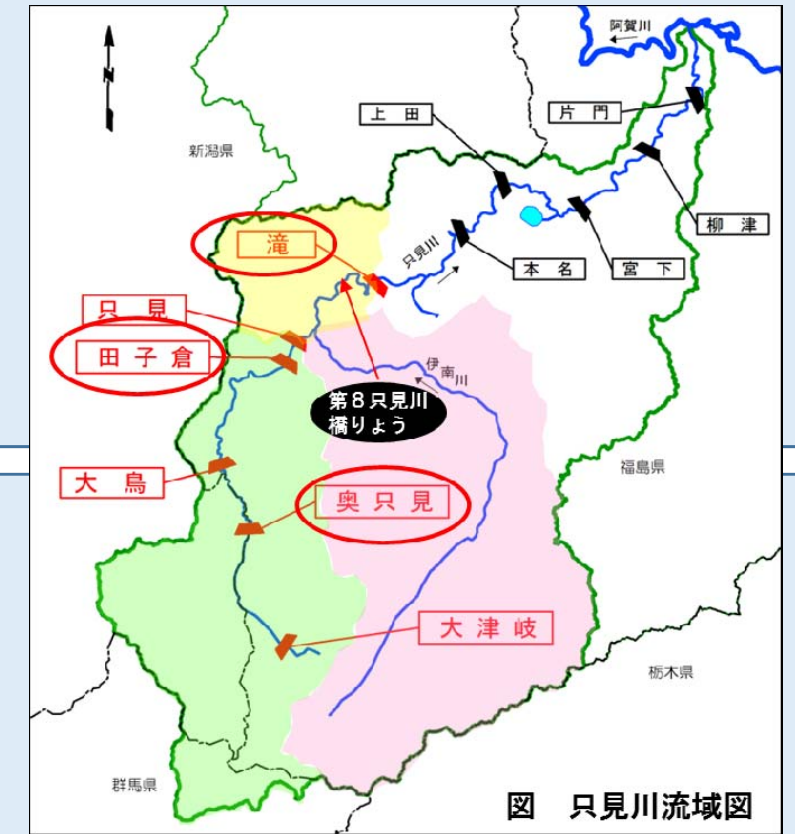 N
阿賀川
上田
片門
新潟県
滝
只見川
柳津
本名
宮下
只見
田子倉
伊南川
第8只見川
橋りょう
大鳥
奥只見
福島県
大津岐
栃木県
群馬県
図 只見川流域図